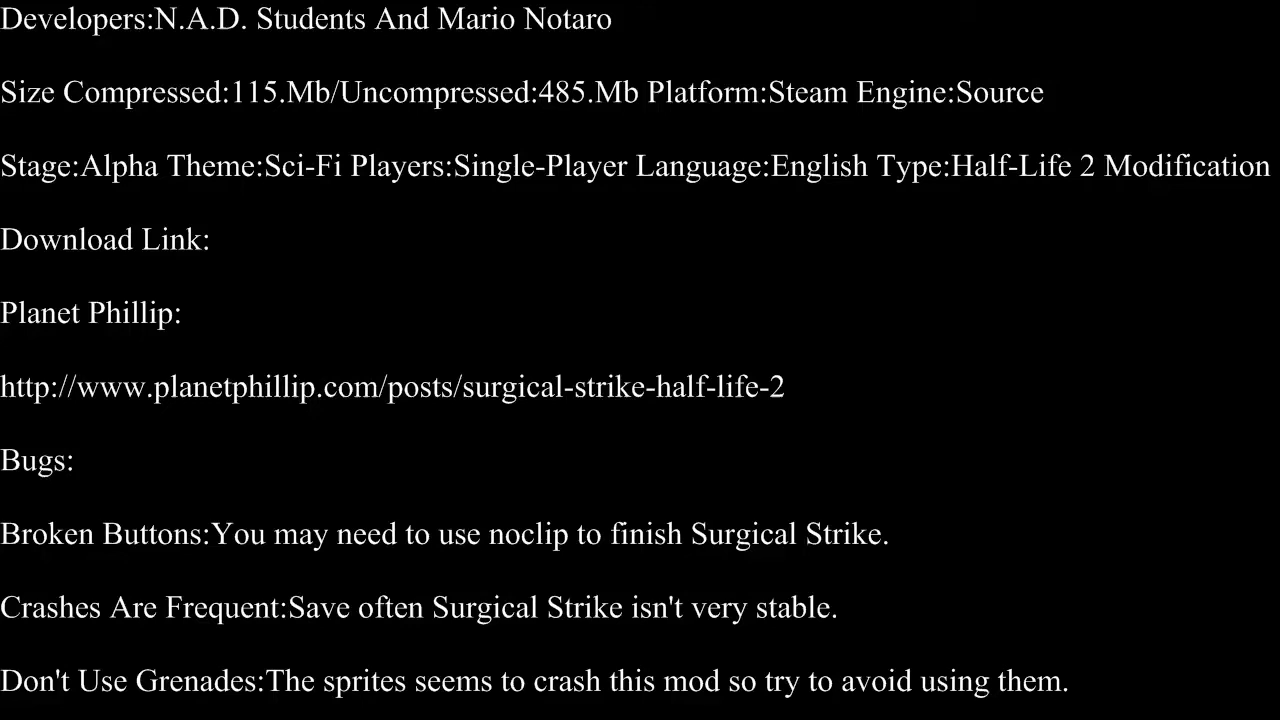 Developers:N.A.D. Students And Mario Notaro
Size Compressed:115.Mb/Uncompressed:485.Mb Platform:Steam Engine:Source
Stage:Alpha Theme:Sci-Fi Players:Single-Player Language:English Type:Half-Life 2 Modification
Download Link:
Planet Phillip:
http://www.planetphillip.com/posts/surgical-strike-half-life-2
Bugs:
Broken Buttons:You may need to use noclip to finish Surgical Strike.
Crashes Are Frequent:Save often Surgical Strike isn't very stable.
Don't Use Grenades:The sprites seems to crash this mod so try to avoid using them.